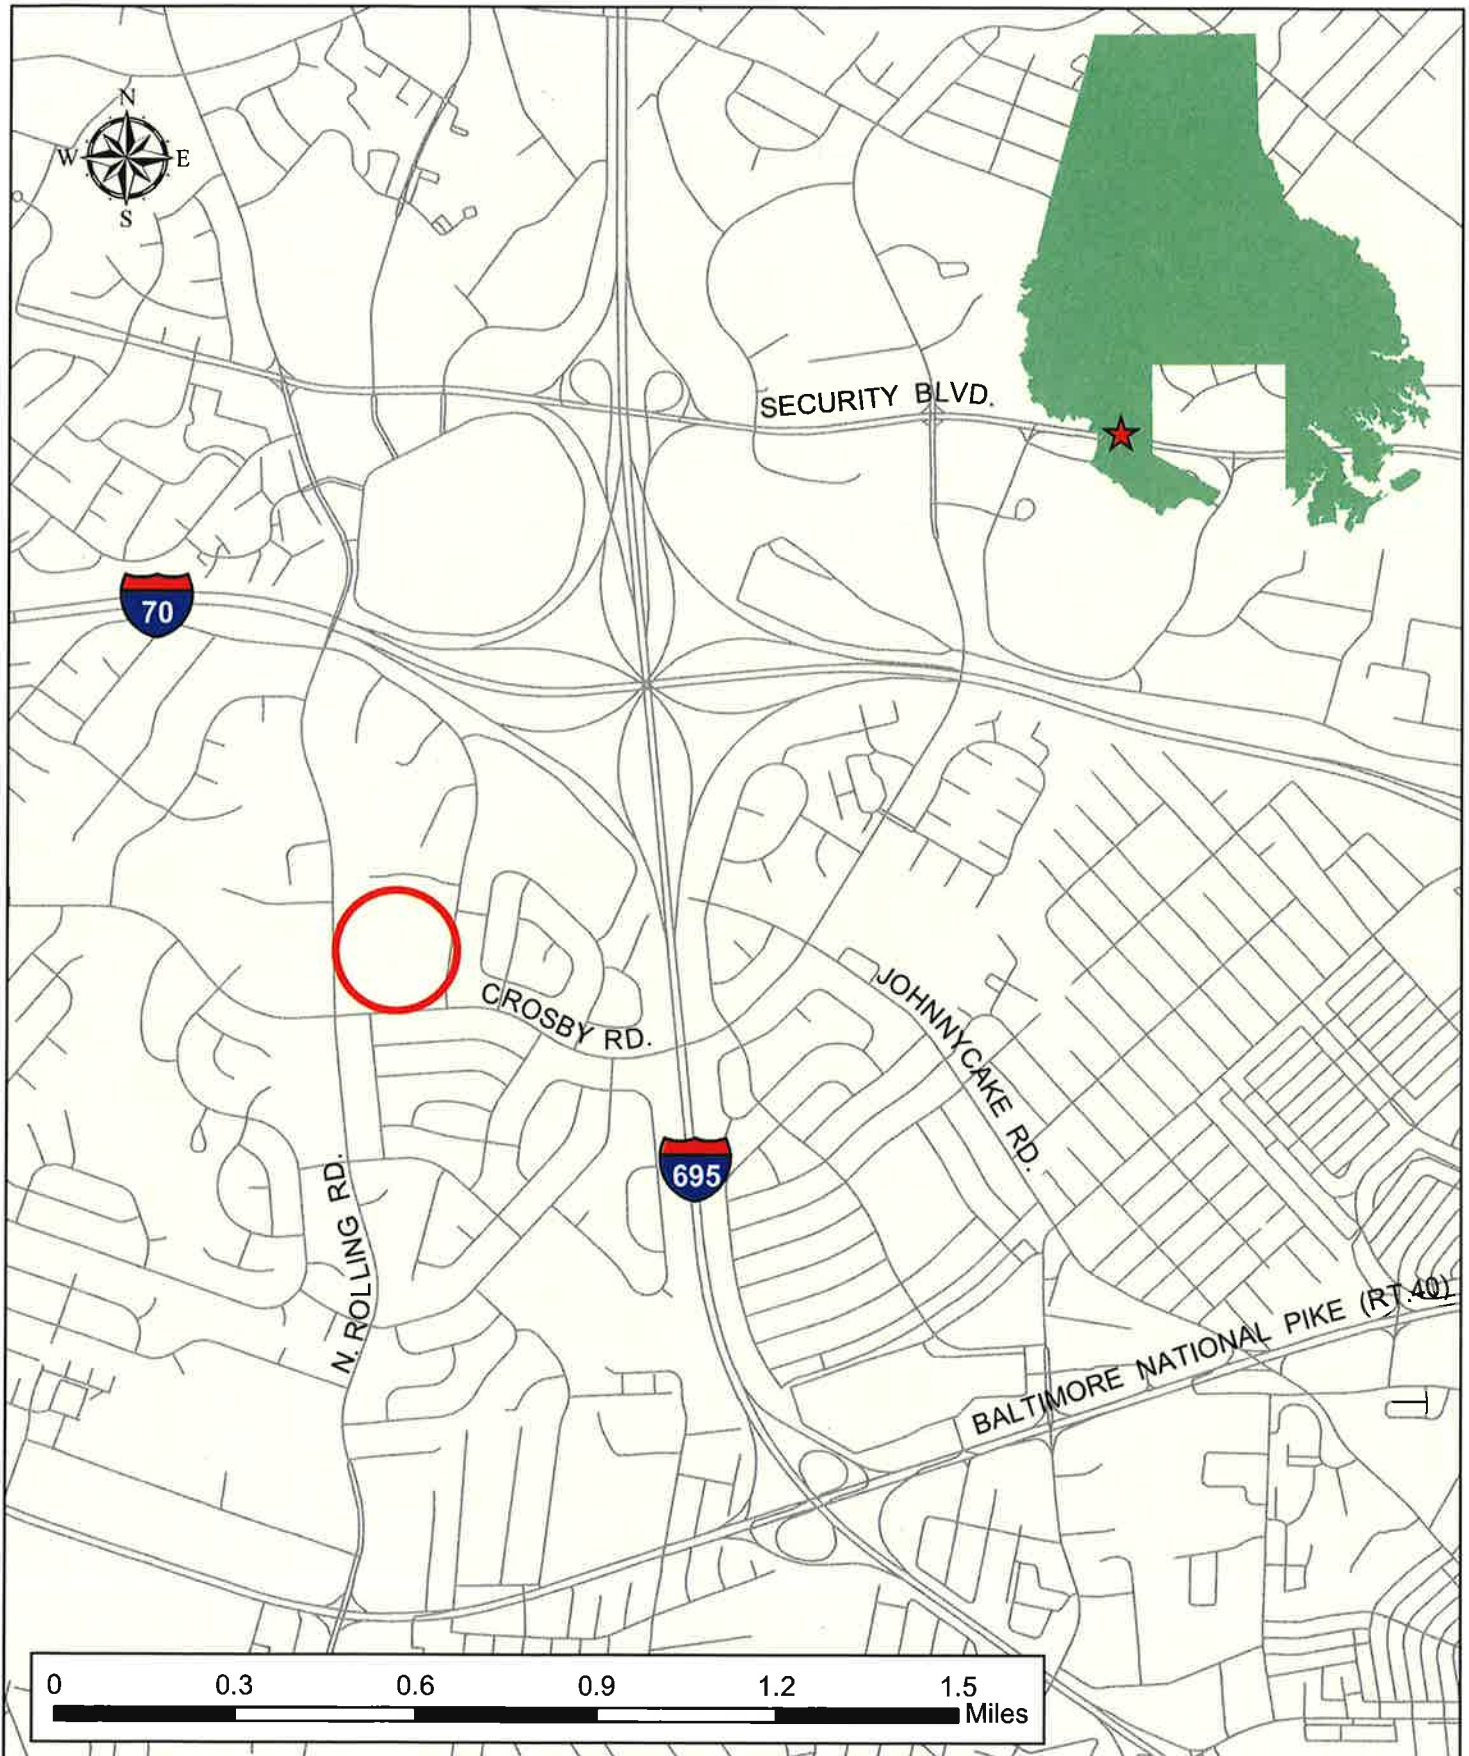 N
W E
S
SECURITY BLVD.
70
CROSBY RD.
JOHNNYCAKE RD.
695
N. ROLLING RD.
BALTIMORE NATIONAL PIKE (RT.40)
0 0.3 0.6 0.9 1.2 1.5
Miles